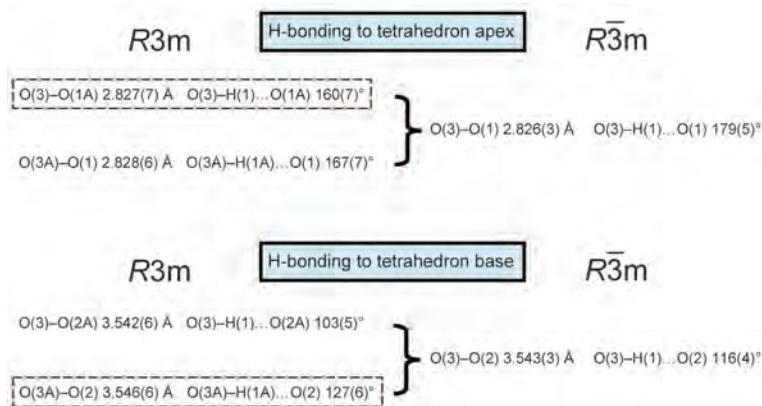 R3m H-bonding to tetrahedron apex R3̅m
O(3)–O(1A) 2.827(7) Å O(3)–H(1)...O(1A) 160(7)°
O(3)–O(1) 2.826(3) Å O(3)–H(1)...O(1) 179(5)°
O(3A)–O(1) 2.828(6) Å O(3A)–H(1A)...O(1) 167(7)°
R3m H-bonding to tetrahedron base R3̅m
O(3)–O(2A) 3.542(6) Å O(3)–H(1)...O(2A) 103(5)°
O(3)–O(2) 3.543(3) Å O(3)–H(1)...O(2) 116(4)°
O(3A)–O(2) 3.546(6) Å O(3A)–H(1A)...O(2) 127(6)°